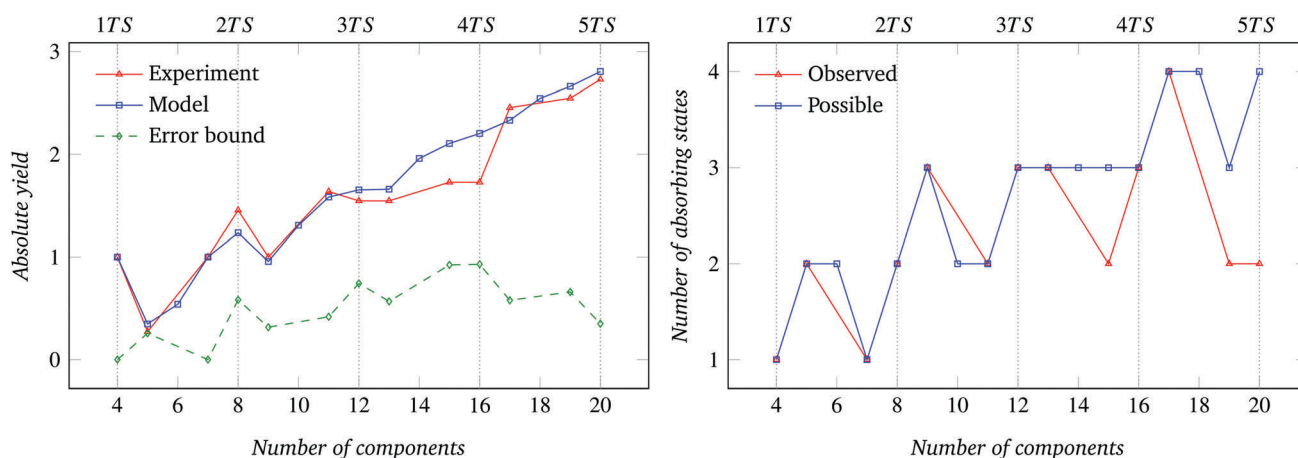 1TS 2TS 3TS 4TS 5TS
3
2
1
0
Absolute yield
Experiment
Model
Error bound
4 6 8 10 12 14 16 18 20
Number of components
1TS 2TS 3TS 4TS 5TS
4
3
2
1
Number of absorbing states
Observed
Possible
4 6 8 10 12 14 16 18 20
Number of components